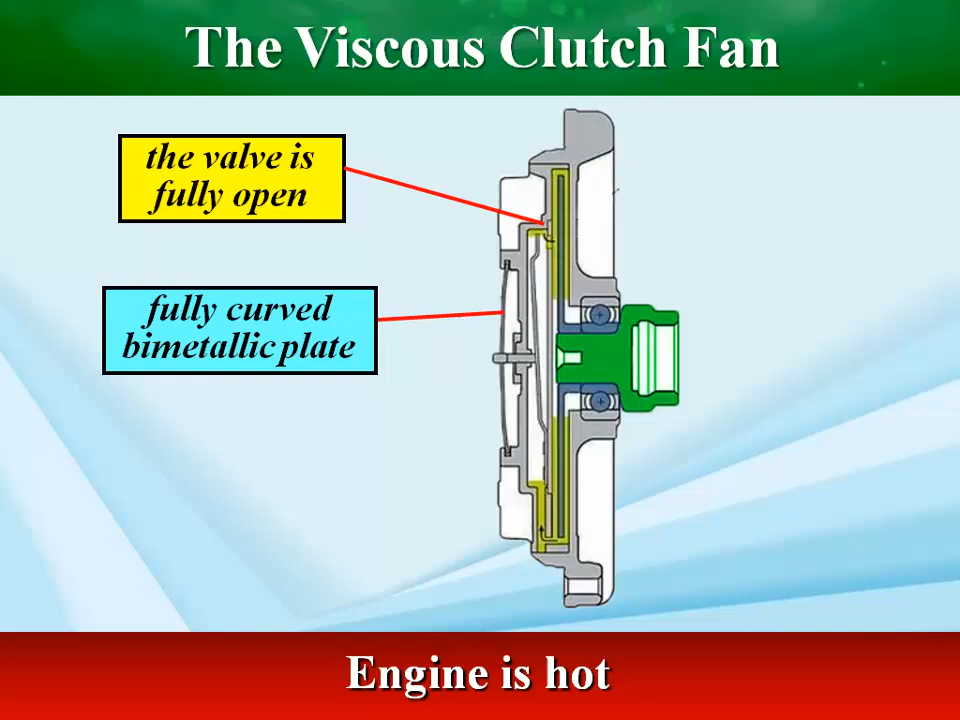 The Viscous Clutch Fan
the valve is
fully open
fully curved
bimetallic plate
Engine is hot